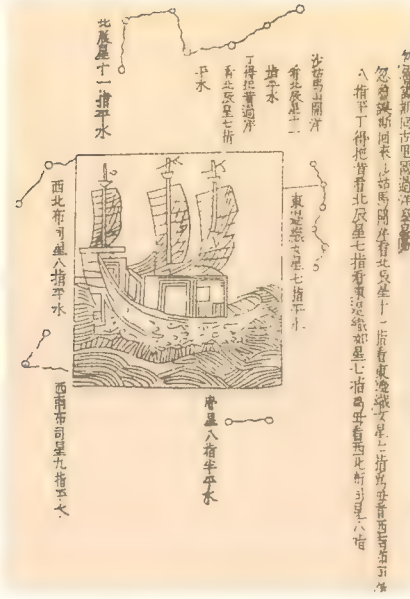 忽魯謨斯回古里國過洋牽星圖
忽魯謨斯回來沙姑馬開洋看北辰星十一指看東邊織女星七指為母看西南布司星
八指平丁得把昔看北辰星七指看東邊織女星七指為母看西北布司星八指
沙姑馬山開洋
看北辰星十一
指平水
丁得把昔過洋
看北辰星七指
平水
北辰星十一指平水
東邊織女星七指平水
西北布司星八指平水
西南布司星九指平水
骨星八指半平水